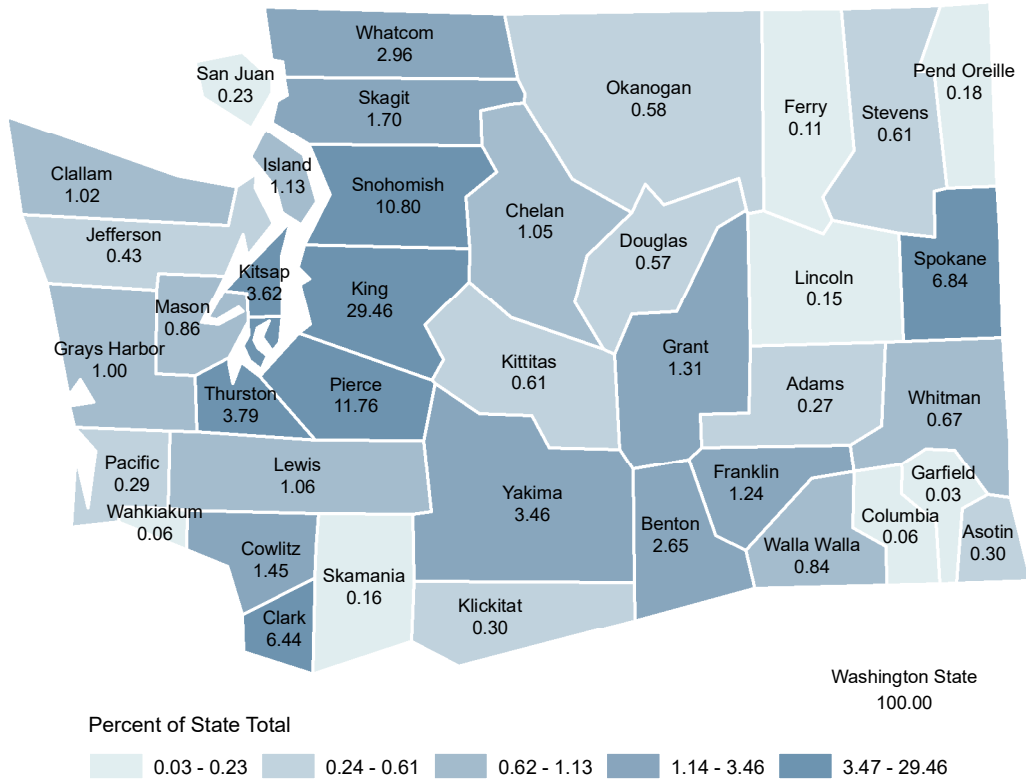 Whatcom
2.96
San Juan
0.23
Skagit
1.70
Okanogan
0.58
Ferry
0.11
Stevens
0.61
Pend Oreille
0.18
Clallam
1.02
Island
1.13
Snohomish
10.80
Chelan
1.05
Jefferson
0.43
Douglas
0.57
Kitsap
3.62
King
29.46
Lincoln
0.15
Spokane
6.84
Mason
0.86
Grays Harbor
1.00
Kittitas
0.61
Grant
1.31
Thurston
3.79
Pierce
11.76
Adams
0.27
Whitman
0.67
Pacific
0.29
Lewis
1.06
Yakima
3.46
Franklin
1.24
Garfield
0.03
Wahkiakum
0.06
Benton
2.65
Columbia
0.06
Asotin
0.30
Cowlitz
1.45
Walla Walla
0.84
Skamania
0.16
Klickitat
0.30
Clark
6.44
Washington State
100.00
Percent of State Total
0.03 - 0.23
0.24 - 0.61
0.62 - 1.13
1.14 - 3.46
3.47 - 29.46